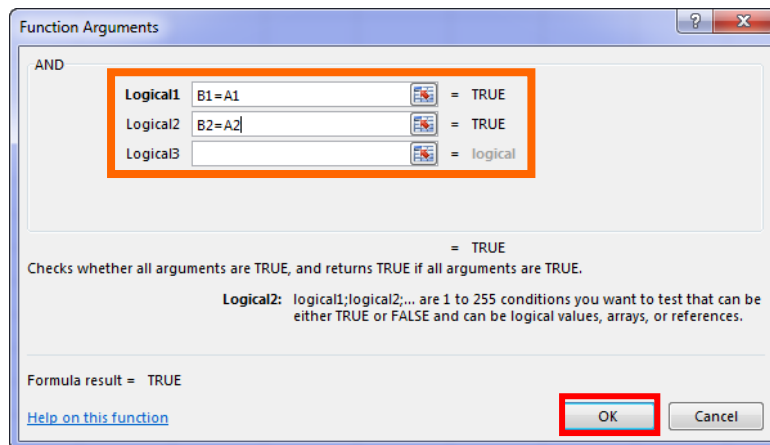 Function Arguments
AND
Logical1 B1=A1 = TRUE
Logical2 B2=A2 = TRUE
Logical3 = logical
= TRUE
Checks whether all arguments are TRUE, and returns TRUE if all arguments are TRUE.
Logical2: logical1;logical2;... are 1 to 255 conditions you want to test that can be
either TRUE or FALSE and can be logical values, arrays, or references.
Formula result = TRUE
Help on this function OK Cancel